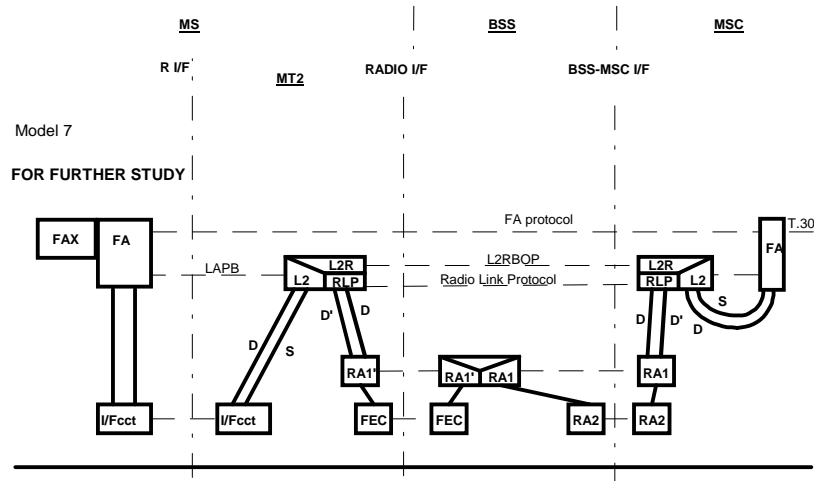 MS BSS MSC
R I/F RADIO I/F BSS-MSC I/F
MT2
Model 7
FOR FURTHER STUDY
FA protocol T.30
FAX FA FA
L2RBOP
LAPB L2R L2R
Radio Link Protocol
L2 RLP RLP L2
S
D' D D D' D
D S
RA1' RA1' RA1 RA1
I/Fcct I/Fcct FEC FEC RA2 RA2